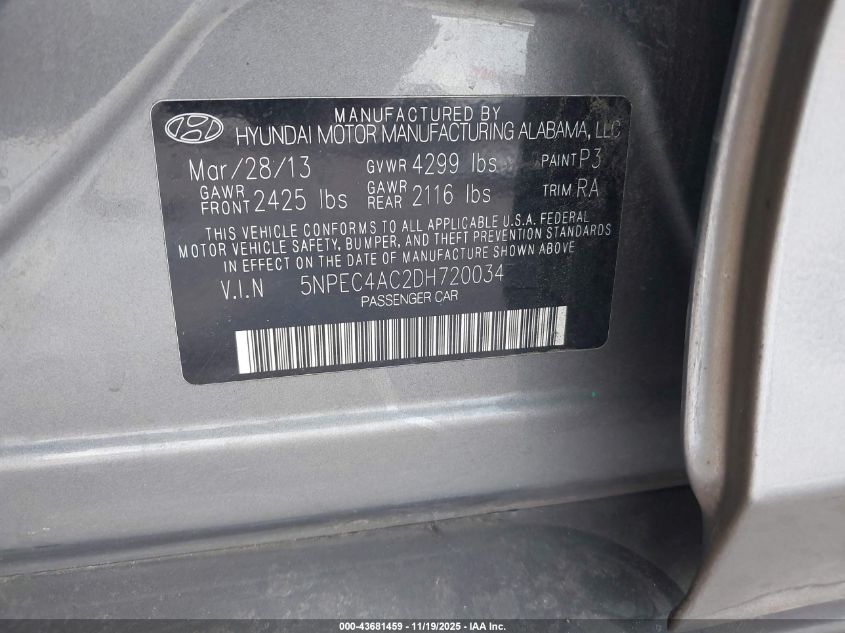 MANUFACTURED BY
HYUNDAI MOTOR MANUFACTURING ALABAMA, LLC
Mar/28/13 GVWR 4299 lbs PAINT P3
GAWR FRONT 2425 lbs GAWR REAR 2116 lbs TRIM RA
THIS VEHICLE CONFORMS TO ALL APPLICABLE U.S.A. FEDERAL
MOTOR VEHICLE SAFETY, BUMPER, AND THEFT PREVENTION STANDARDS
IN EFFECT ON THE DATE OF MANUFACTURE SHOWN ABOVE
V.I.N 5NPEC4AC2DH720034
PASSENGER CAR
000-43681459 - 11/19/2025 - IAA Inc.